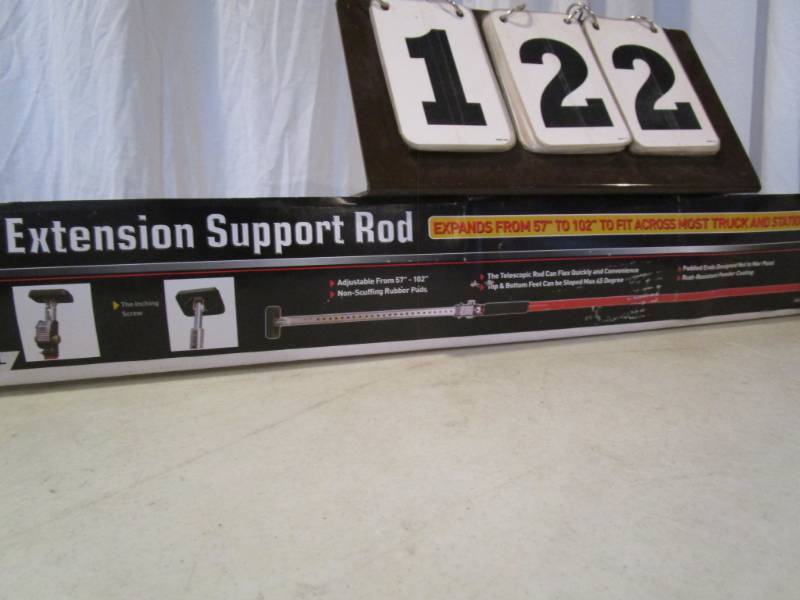 122
Extension Support Rod
EXPANDS FROM 57" TO 102" TO FIT ACROSS MOST TRUCK AND
The Inching
Screw
Adjustable From 57" - 102"
Non-Scuffing Rubber Pads
The Telescopic Rod Can Flex Quickly and Convenience
Top & Bottom Feet Can be Sloped Max 45 Degree
Padded Ends Designed Not to Mar Paint
Rust-Resistant Powder Coating